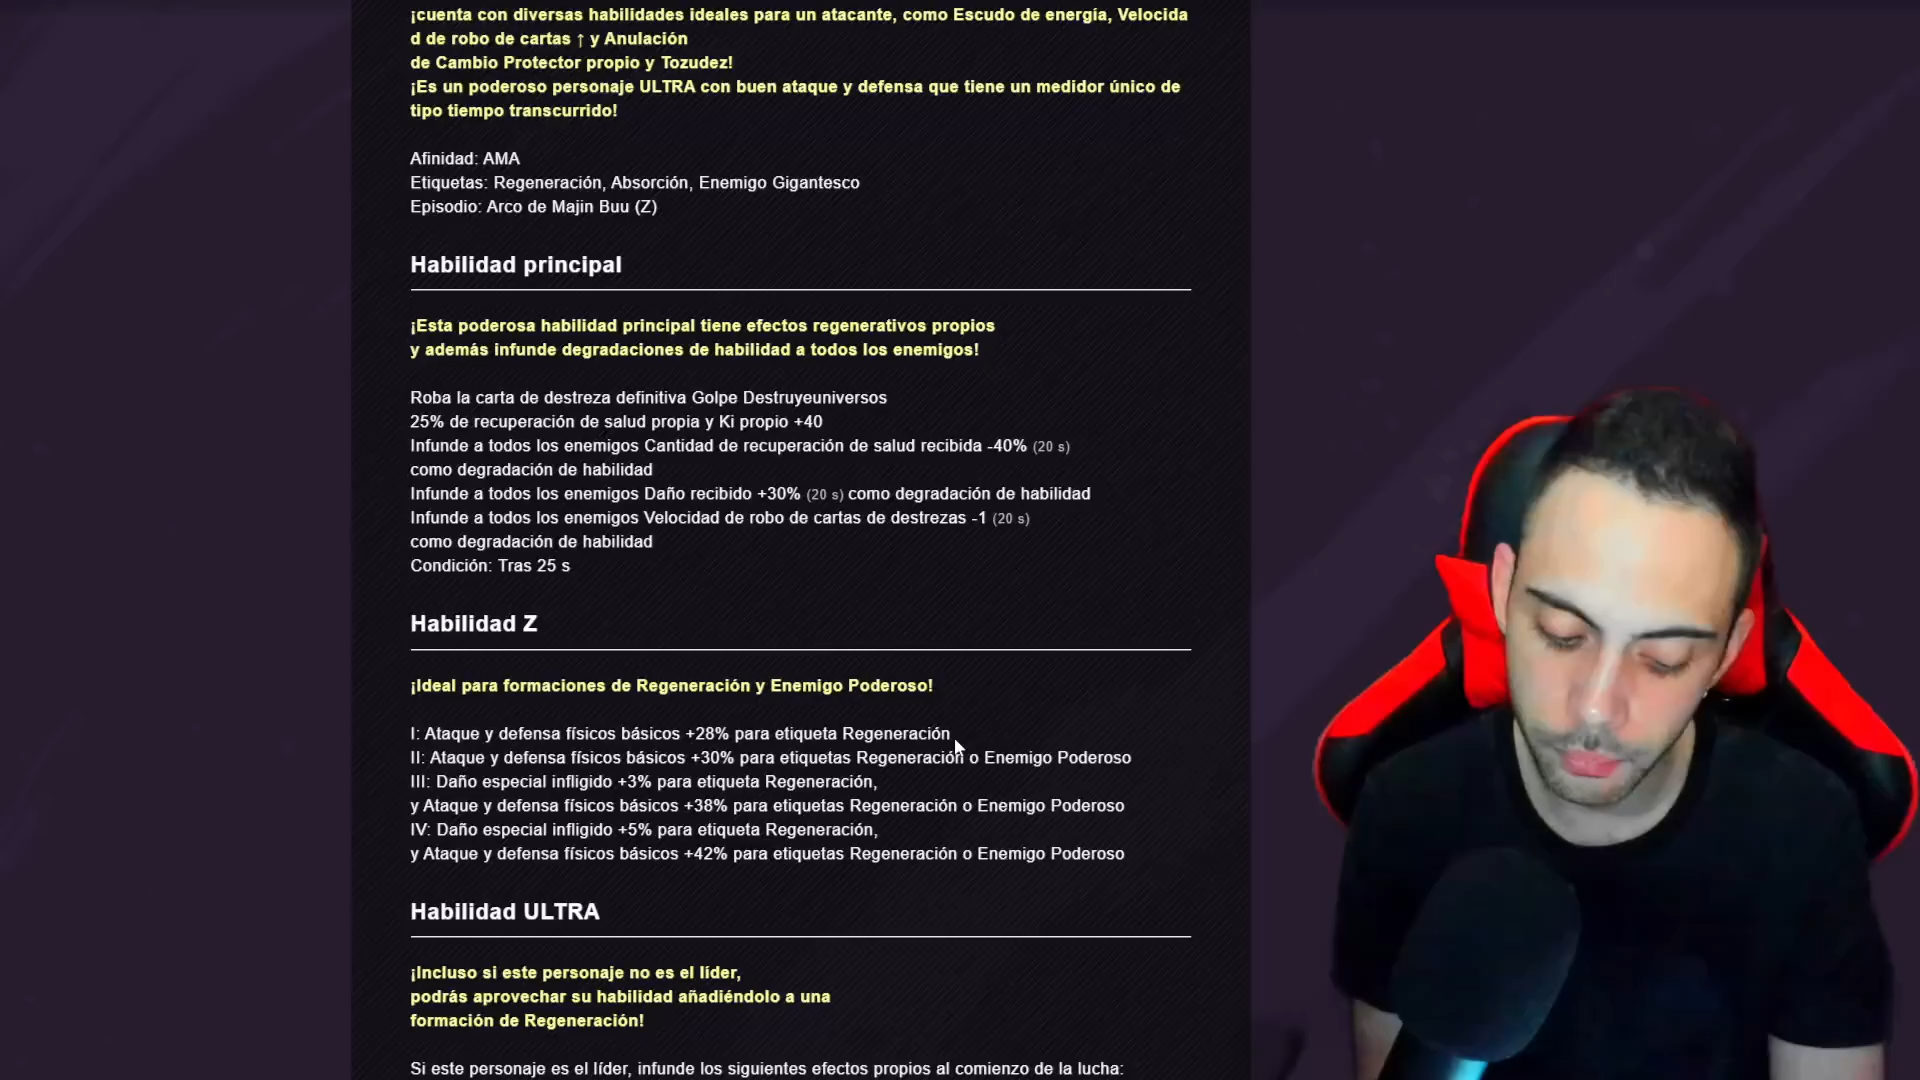 ¡cuenta con diversas habilidades ideales para un atacante, como Escudo de energía, Velocida
d de robo de cartas ↑ y Anulación
de Cambio Protector propio y Tozudez!
¡Es un poderoso personaje ULTRA con buen ataque y defensa que tiene un medidor único de
tipo tiempo transcurrido!
Afinidad: AMA
Etiquetas: Regeneración, Absorción, Enemigo Gigantesco
Episodio: Arco de Majin Buu (Z)
Habilidad principal
¡Esta poderosa habilidad principal tiene efectos regenerativos propios
y además infunde degradaciones de habilidad a todos los enemigos!
Roba la carta de destreza definitiva Golpe Destruyeuniversos
25% de recuperación de salud propia y Ki propio +40
Infunde a todos los enemigos Cantidad de recuperación de salud recibida -40% (20 s)
como degradación de habilidad
Infunde a todos los enemigos Daño recibido +30% (20 s) como degradación de habilidad
Infunde a todos los enemigos Velocidad de robo de cartas de destrezas -1 (20 s)
como degradación de habilidad
Condición: Tras 25 s
Habilidad Z
¡Ideal para formaciones de Regeneración y Enemigo Poderoso!
I: Ataque y defensa físicos básicos +28% para etiqueta Regeneración
II: Ataque y defensa físicos básicos +30% para etiquetas Regeneración o Enemigo Poderoso
III: Daño especial infligido +3% para etiqueta Regeneración,
y Ataque y defensa físicos básicos +38% para etiquetas Regeneración o Enemigo Poderoso
IV: Daño especial infligido +5% para etiqueta Regeneración,
y Ataque y defensa físicos básicos +42% para etiquetas Regeneración o Enemigo Poderoso
Habilidad ULTRA
¡Incluso si este personaje no es el líder,
podrás aprovechar su habilidad añadiéndolo a una
formación de Regeneración!
Si este personaje es el líder, infunde los siguientes efectos propios al comienzo de la lucha: